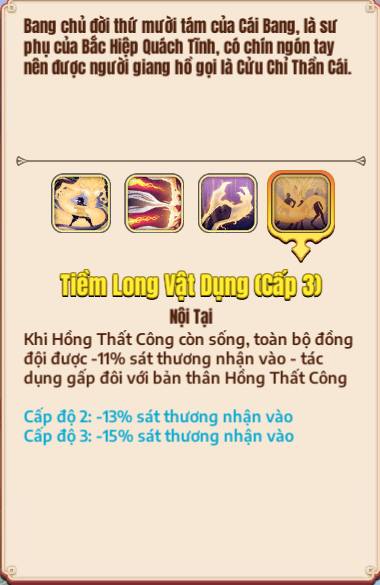 Bang chủ đời thứ mười tám của Cái Bang, là sư
phụ của Bắc Hiệp Quách Tĩnh, có chín ngón tay
nên được người giang hồ gọi là Cửu Chỉ Thần Cái.
Tiềm Long Vật Dụng (Cấp 3)
Nội Tại
Khi Hồng Thất Công còn sống, toàn bộ đồng
đội được -11% sát thương nhận vào - tác
dụng gấp đôi với bản thân Hồng Thất Công
Cấp độ 2: -13% sát thương nhận vào
Cấp độ 3: -15% sát thương nhận vào